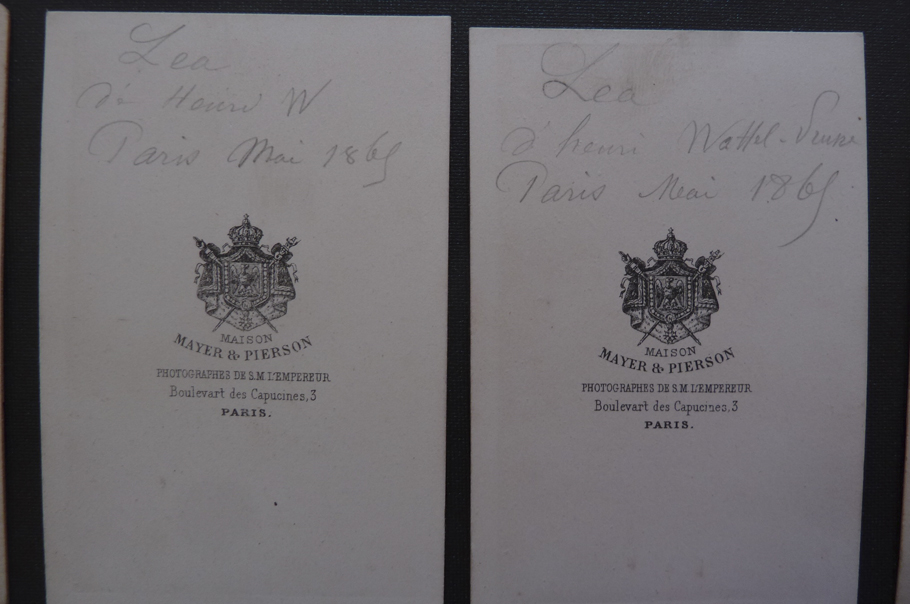 Lea
de Henri W
Paris Mai 1865
MAISON
MAYER & PIERSON
PHOTOGRAPHES DE S.M. L'EMPEREUR
Boulevart des Capucines, 3
PARIS.
Lea
d'henri
Paris Mai 1865
MAISON
MAYER & PIERSON
PHOTOGRAPHES DE S.M. L'EMPEREUR
Boulevart des Capucines, 3
PARIS.